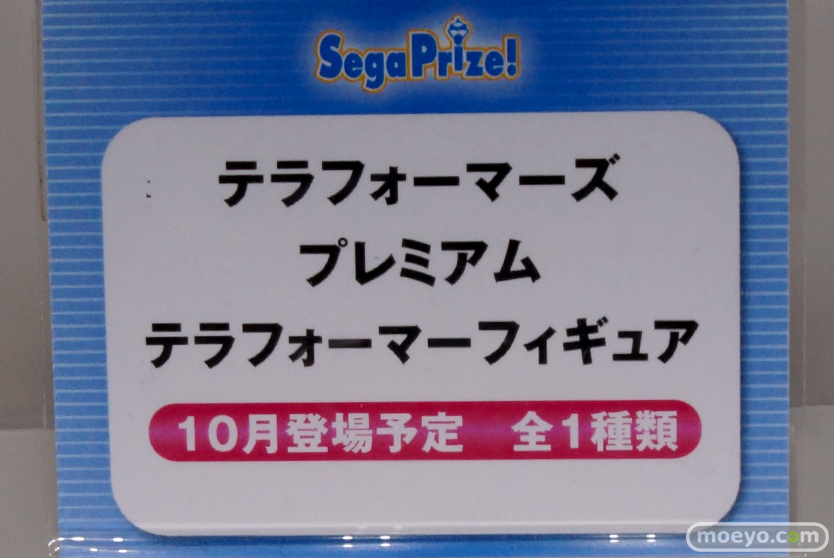 SegaPrize!
テラフォーマーズ
プレミアム
テラフォーマーフィギュア
10月登場予定　全1種類
moeyo.com